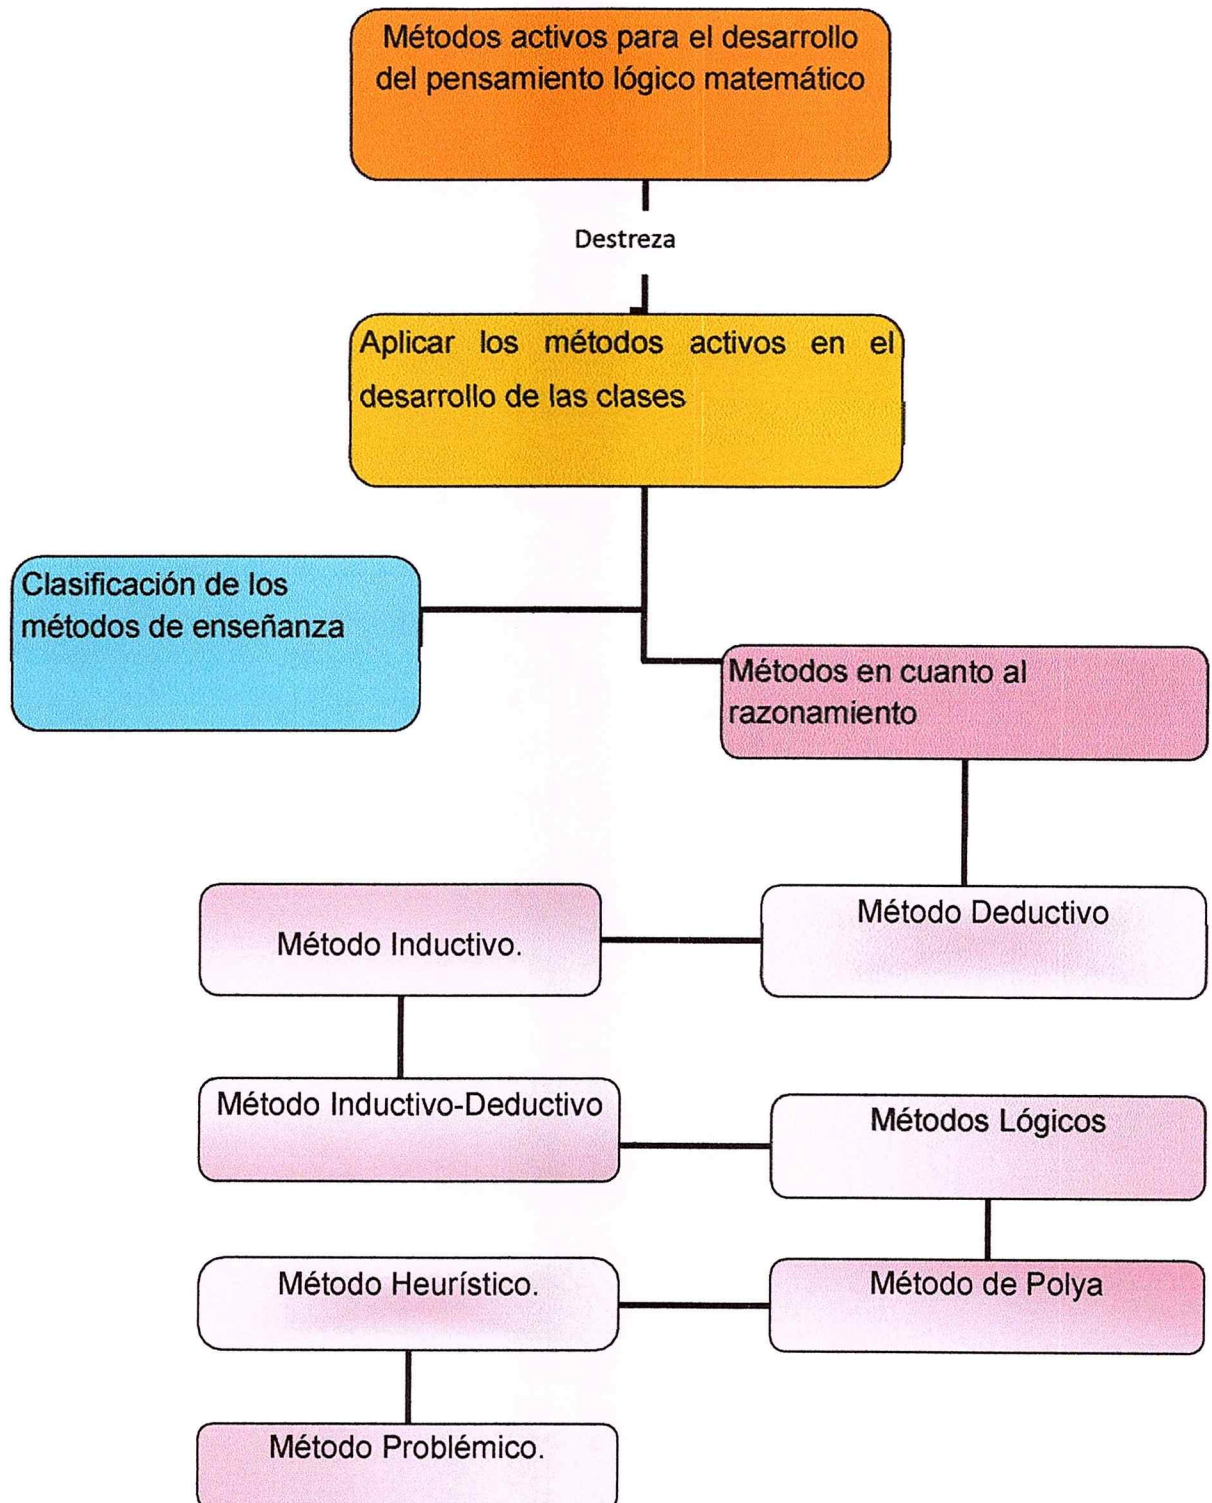 Métodos activos para el desarrollo
del pensamiento lógico matemático
Destreza
Aplicar los métodos activos en el
desarrollo de las clases
Clasificación de los
métodos de enseñanza
Métodos en cuanto al
razonamiento
Método Deductivo
Método Inductivo.
Método Inductivo-Deductivo
Métodos Lógicos
Método Heurístico.
Método de Polya
Método Problémico.